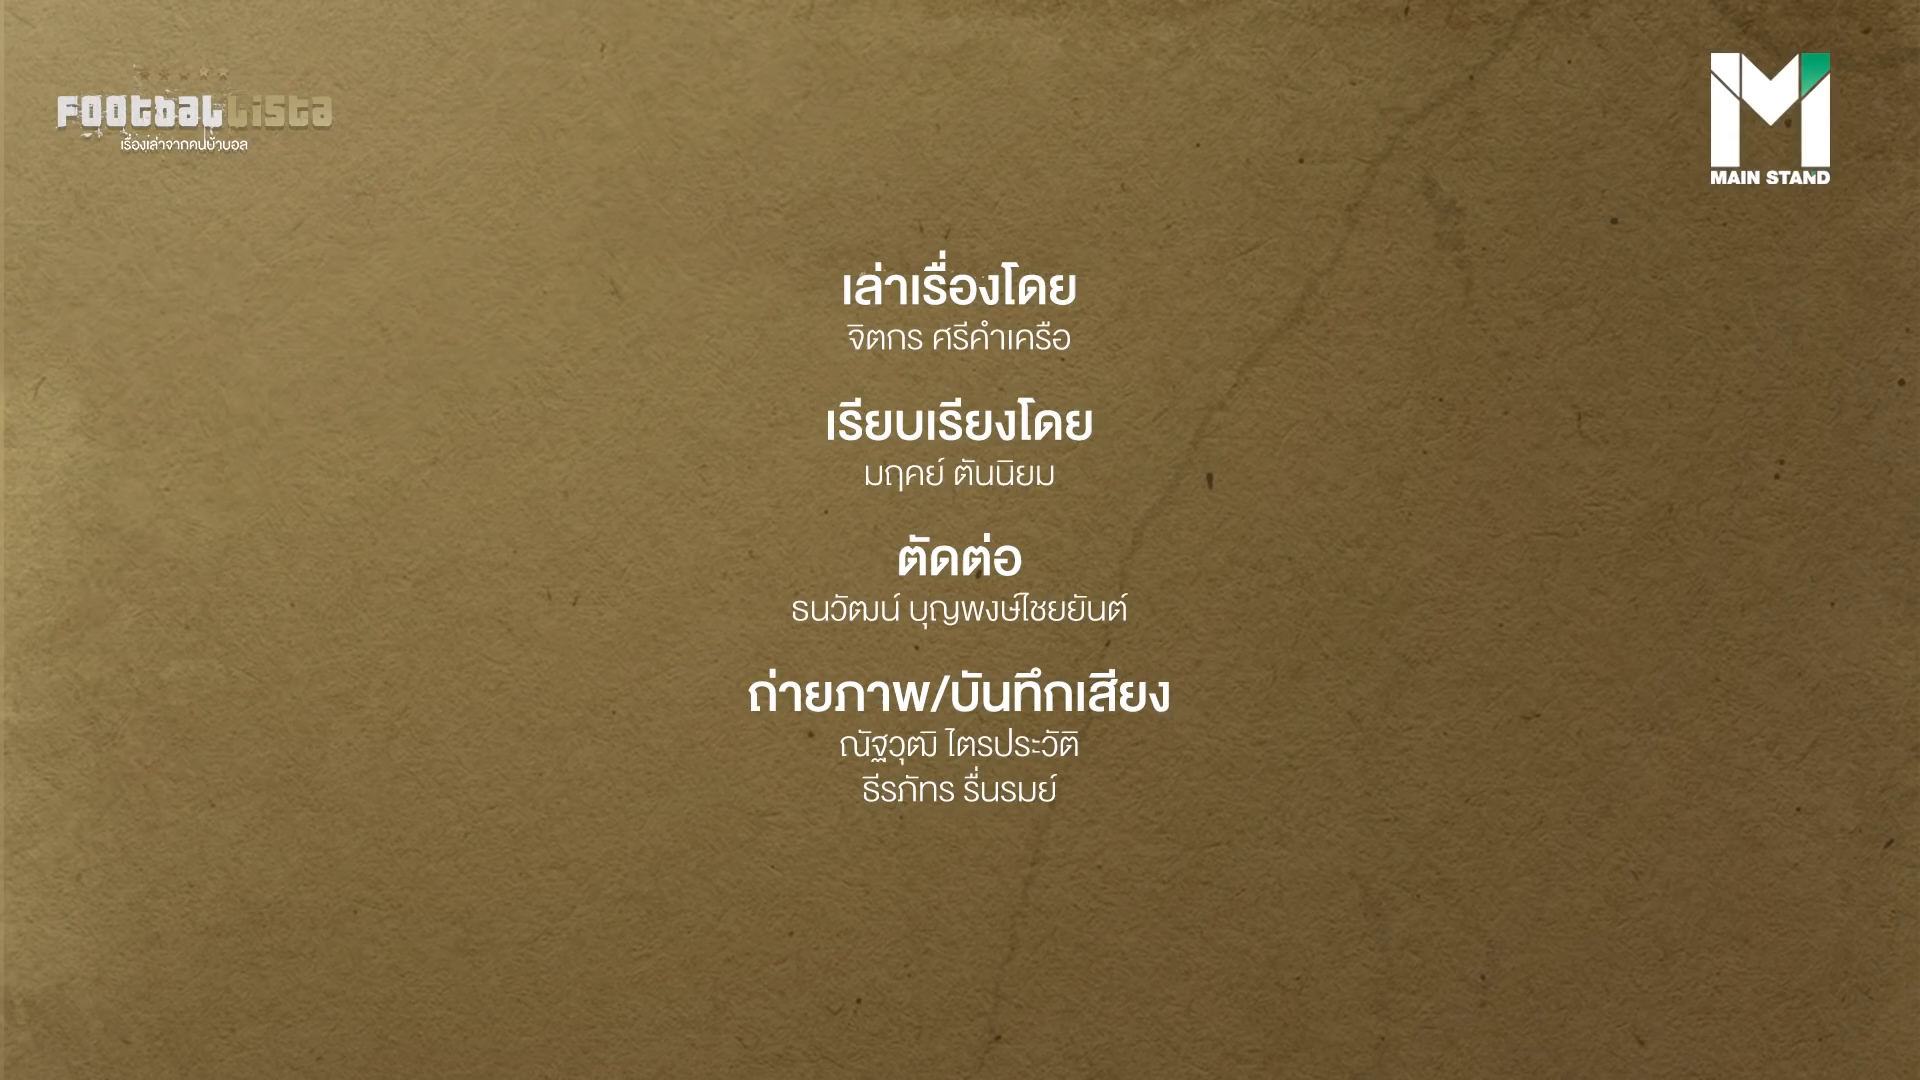 FOOtbaLLista
เรื่องเล่าจากคนบ้าบอล
MAIN STAND
เล่าเรื่องโดย
จิตกร ศรีคำเครือ
เรียบเรียงโดย
มฤคย์ ตันนิยม
ตัดต่อ
ธนวัฒน์ บุญพงษ์ไชยยันต์
ถ่ายภาพ/บันทึกเสียง
ณัฐวุฒิ ไตรประวัติ
ธีรภัทร รื่นรมย์